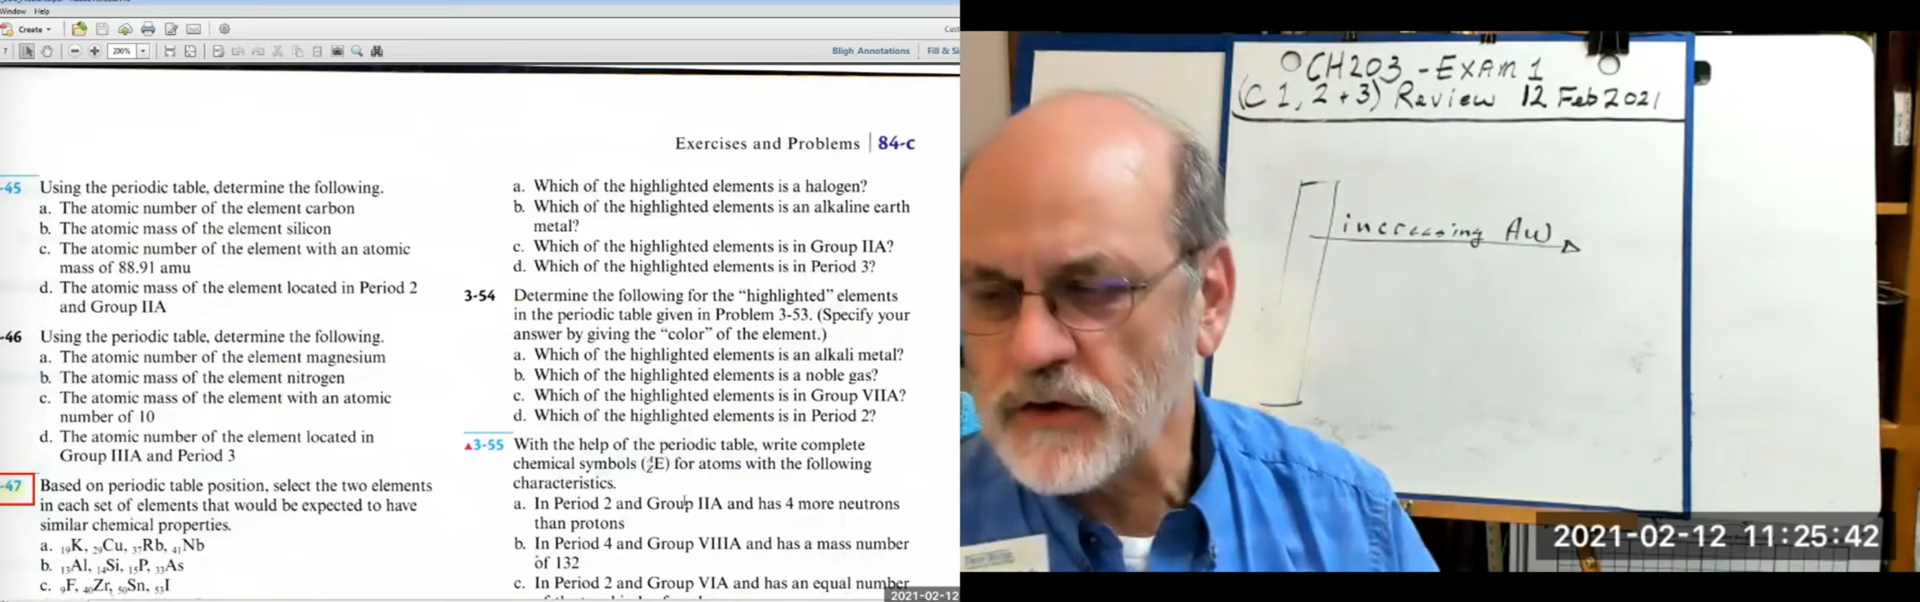 Window Help
Create
7 200% Bligh Annotations Fill &
Exercises and Problems | 84-c
-45 Using the periodic table, determine the following.
a. The atomic number of the element carbon
b. The atomic mass of the element silicon
c. The atomic number of the element with an atomic
mass of 88.91 amu
d. The atomic mass of the element located in Period 2
and Group IIA
-46 Using the periodic table, determine the following.
a. The atomic number of the element magnesium
b. The atomic mass of the element nitrogen
c. The atomic mass of the element with an atomic
number of 10
d. The atomic number of the element located in
Group IIIA and Period 3
-47 Based on periodic table position, select the two elements
in each set of elements that would be expected to have
similar chemical properties.
a. ₁₉K, ₂₉Cu, ₃₇Rb, ₄₁Nb
b. ₁₃Al, ₁₄Si, ₁₅P, ₃₃As
c. ₉F, ₄₀Zr, ₅₀Sn, ₅₃I
a. Which of the highlighted elements is a halogen?
b. Which of the highlighted elements is an alkaline earth
metal?
c. Which of the highlighted elements is in Group IIA?
d. Which of the highlighted elements is in Period 3?
3-54 Determine the following for the “highlighted” elements
in the periodic table given in Problem 3-53. (Specify your
answer by giving the “color” of the element.)
a. Which of the highlighted elements is an alkali metal?
b. Which of the highlighted elements is a noble gas?
c. Which of the highlighted elements is in Group VIIA?
d. Which of the highlighted elements is in Period 2?
▲3-55 With the help of the periodic table, write complete
chemical symbols (ᴬ_ZE) for atoms with the following
characteristics.
a. In Period 2 and Group IIA and has 4 more neutrons
than protons
b. In Period 4 and Group VIIIA and has a mass number
of 132
c. In Period 2 and Group VIA and has an equal number
2021-02-12
CH203 - EXAM 1
(C 1, 2 + 3) Review 12 Feb 2021
increasing AW
2021-02-12 11:25:42